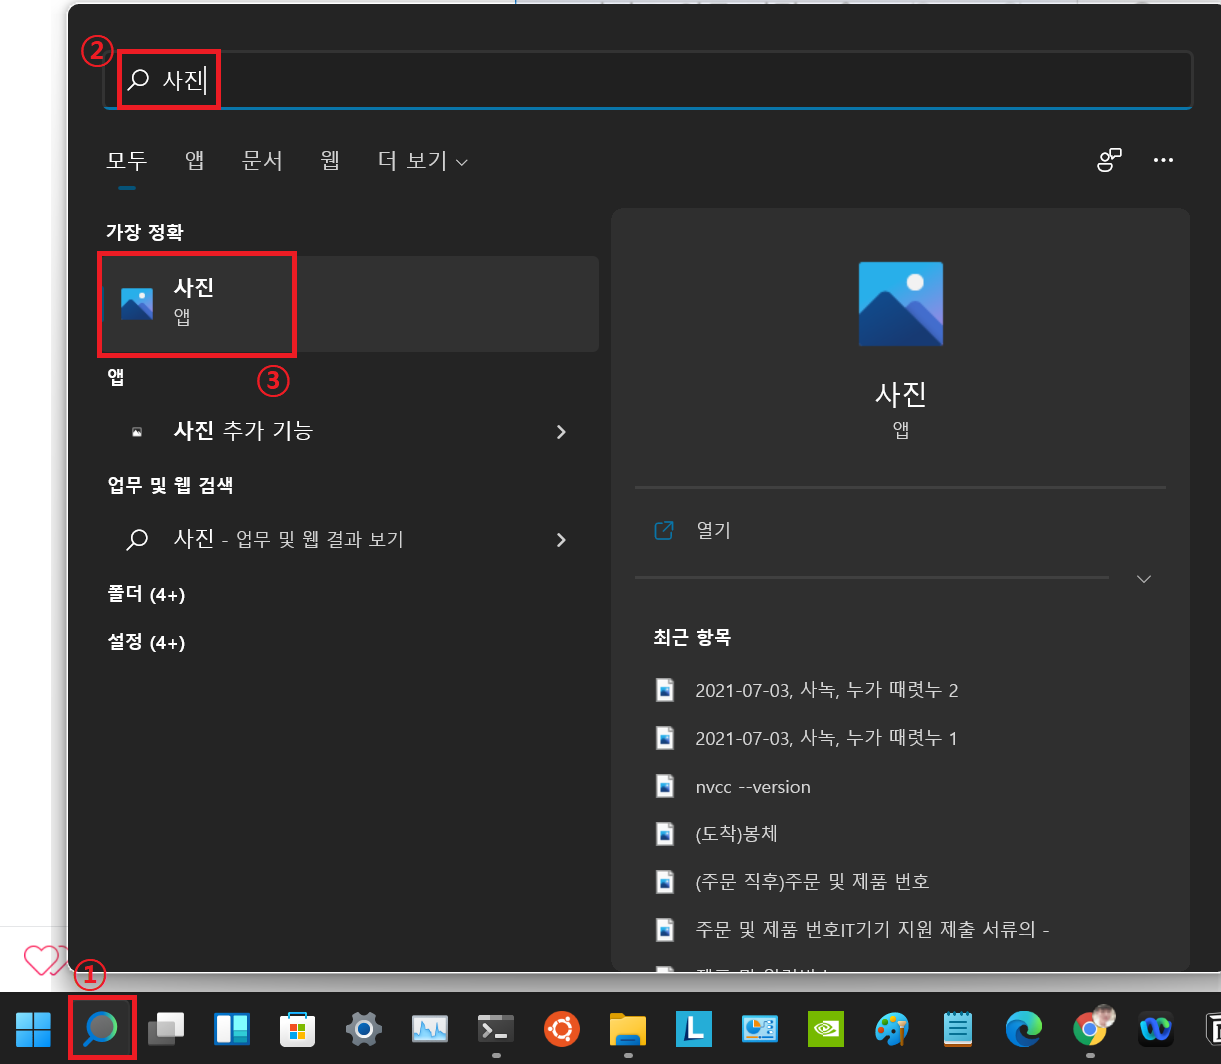 ②
사진
모두 앱 문서 웹 더 보기
가장 정확
사진
앱
③
앱
사진 추가 기능
업무 및 웹 검색
사진 - 업무 및 웹 결과 보기
폴더 (4+)
설정 (4+)
사진
앱
열기
최근 항목
2021-07-03, 사녹, 누가 때렷누 2
2021-07-03, 사녹, 누가 때렷누 1
nvcc --version
(도착)봉체
(주문 직후)주문 및 제품 번호
주문 및 제품 번호IT기기 지원 제출 서류의 -
①
L